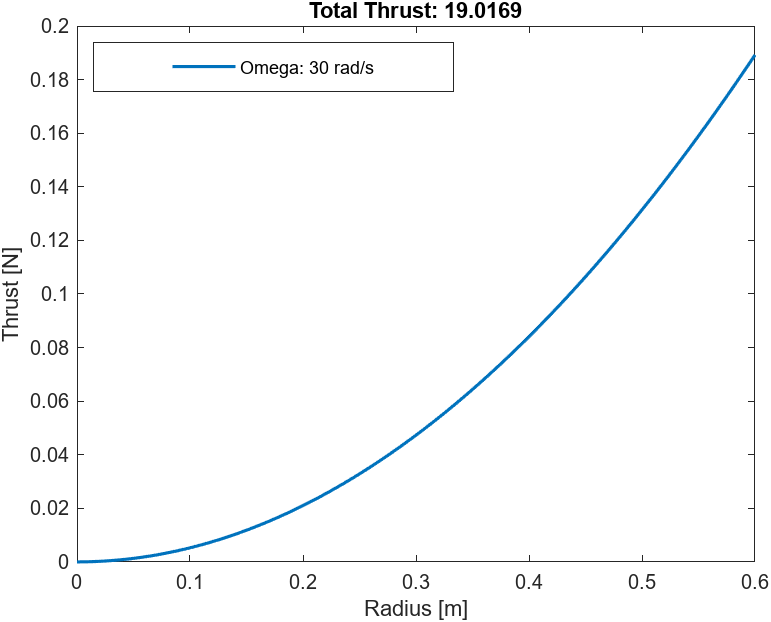 Total Thrust: 19.0169
Omega: 30 rad/s
0.2
0.18
0.16
0.14
0.12
0.1
0.08
0.06
0.04
0.02
0
Thrust [N]
0 0.1 0.2 0.3 0.4 0.5 0.6
Radius [m]